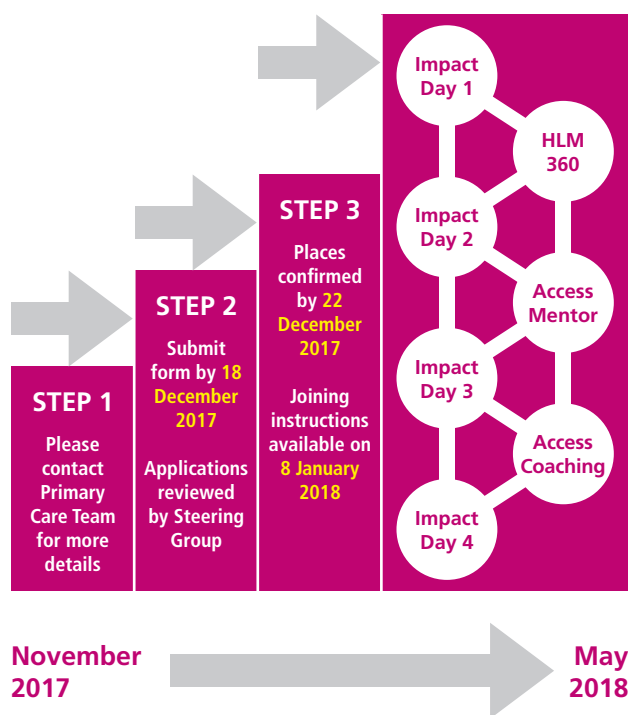 STEP 1
Please
contact
Primary
Care Team
for more
details
STEP 2
Submit
form by 18
December
2017
Applications
reviewed
by Steering
Group
STEP 3
Places
confirmed
by 22
December
2017
Joining
instructions
available on
8 January
2018
Impact
Day 1
HLM
360
Impact
Day 2
Access
Mentor
Impact
Day 3
Access
Coaching
Impact
Day 4
November
2017
May
2018